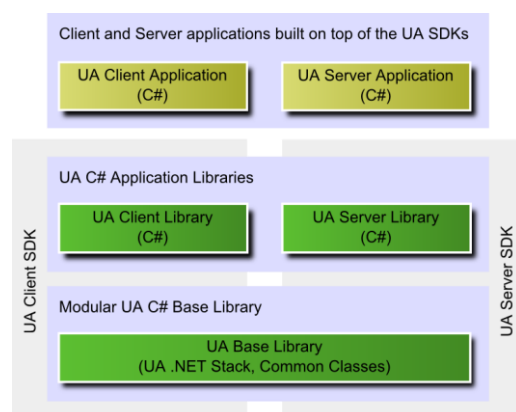 Client and Server applications built on top of the UA SDKs
UA Client Application
(C#)
UA Server Application
(C#)
UA C# Application Libraries
UA Client Library
(C#)
UA Server Library
(C#)
Modular UA C# Base Library
UA Base Library
(UA .NET Stack, Common Classes)
UA Client SDK
UA Server SDK